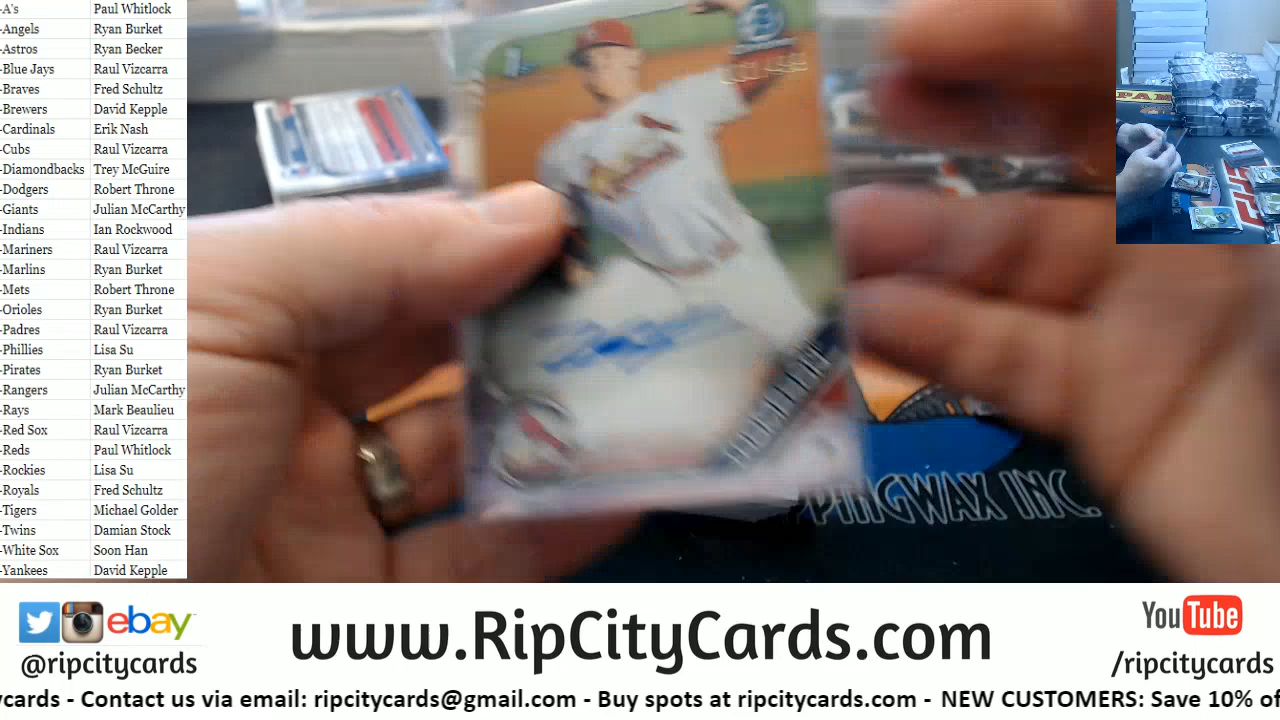 -A's Paul Whitlock
-Angels Ryan Burket
-Astros Ryan Becker
-Blue Jays Raul Vizcarra
-Braves Fred Schultz
-Brewers David Kepple
-Cardinals Erik Nash
-Cubs Raul Vizcarra
-Diamondbacks Trey McGuire
-Dodgers Robert Throne
-Giants Julian McCarthy
-Indians Ian Rockwood
-Mariners Raul Vizcarra
-Marlins Ryan Burket
-Mets Robert Throne
-Orioles Ryan Burket
-Padres Raul Vizcarra
-Phillies Lisa Su
-Pirates Ryan Burket
-Rangers Julian McCarthy
-Rays Mark Beaulieu
-Red Sox Raul Vizcarra
-Reds Paul Whitlock
-Rockies Lisa Su
-Royals Fred Schultz
-Tigers Michael Golder
-Twins Damian Stock
-White Sox Soon Han
-Yankees David Kepple
PPINGWAX INC.
ebay
@ripcitycards
www.RipCityCards.com
YouTube
/ripcitycards
ycards - Contact us via email: ripcitycards@gmail.com - Buy spots at ripcitycards.com - NEW CUSTOMERS: Save 10% of